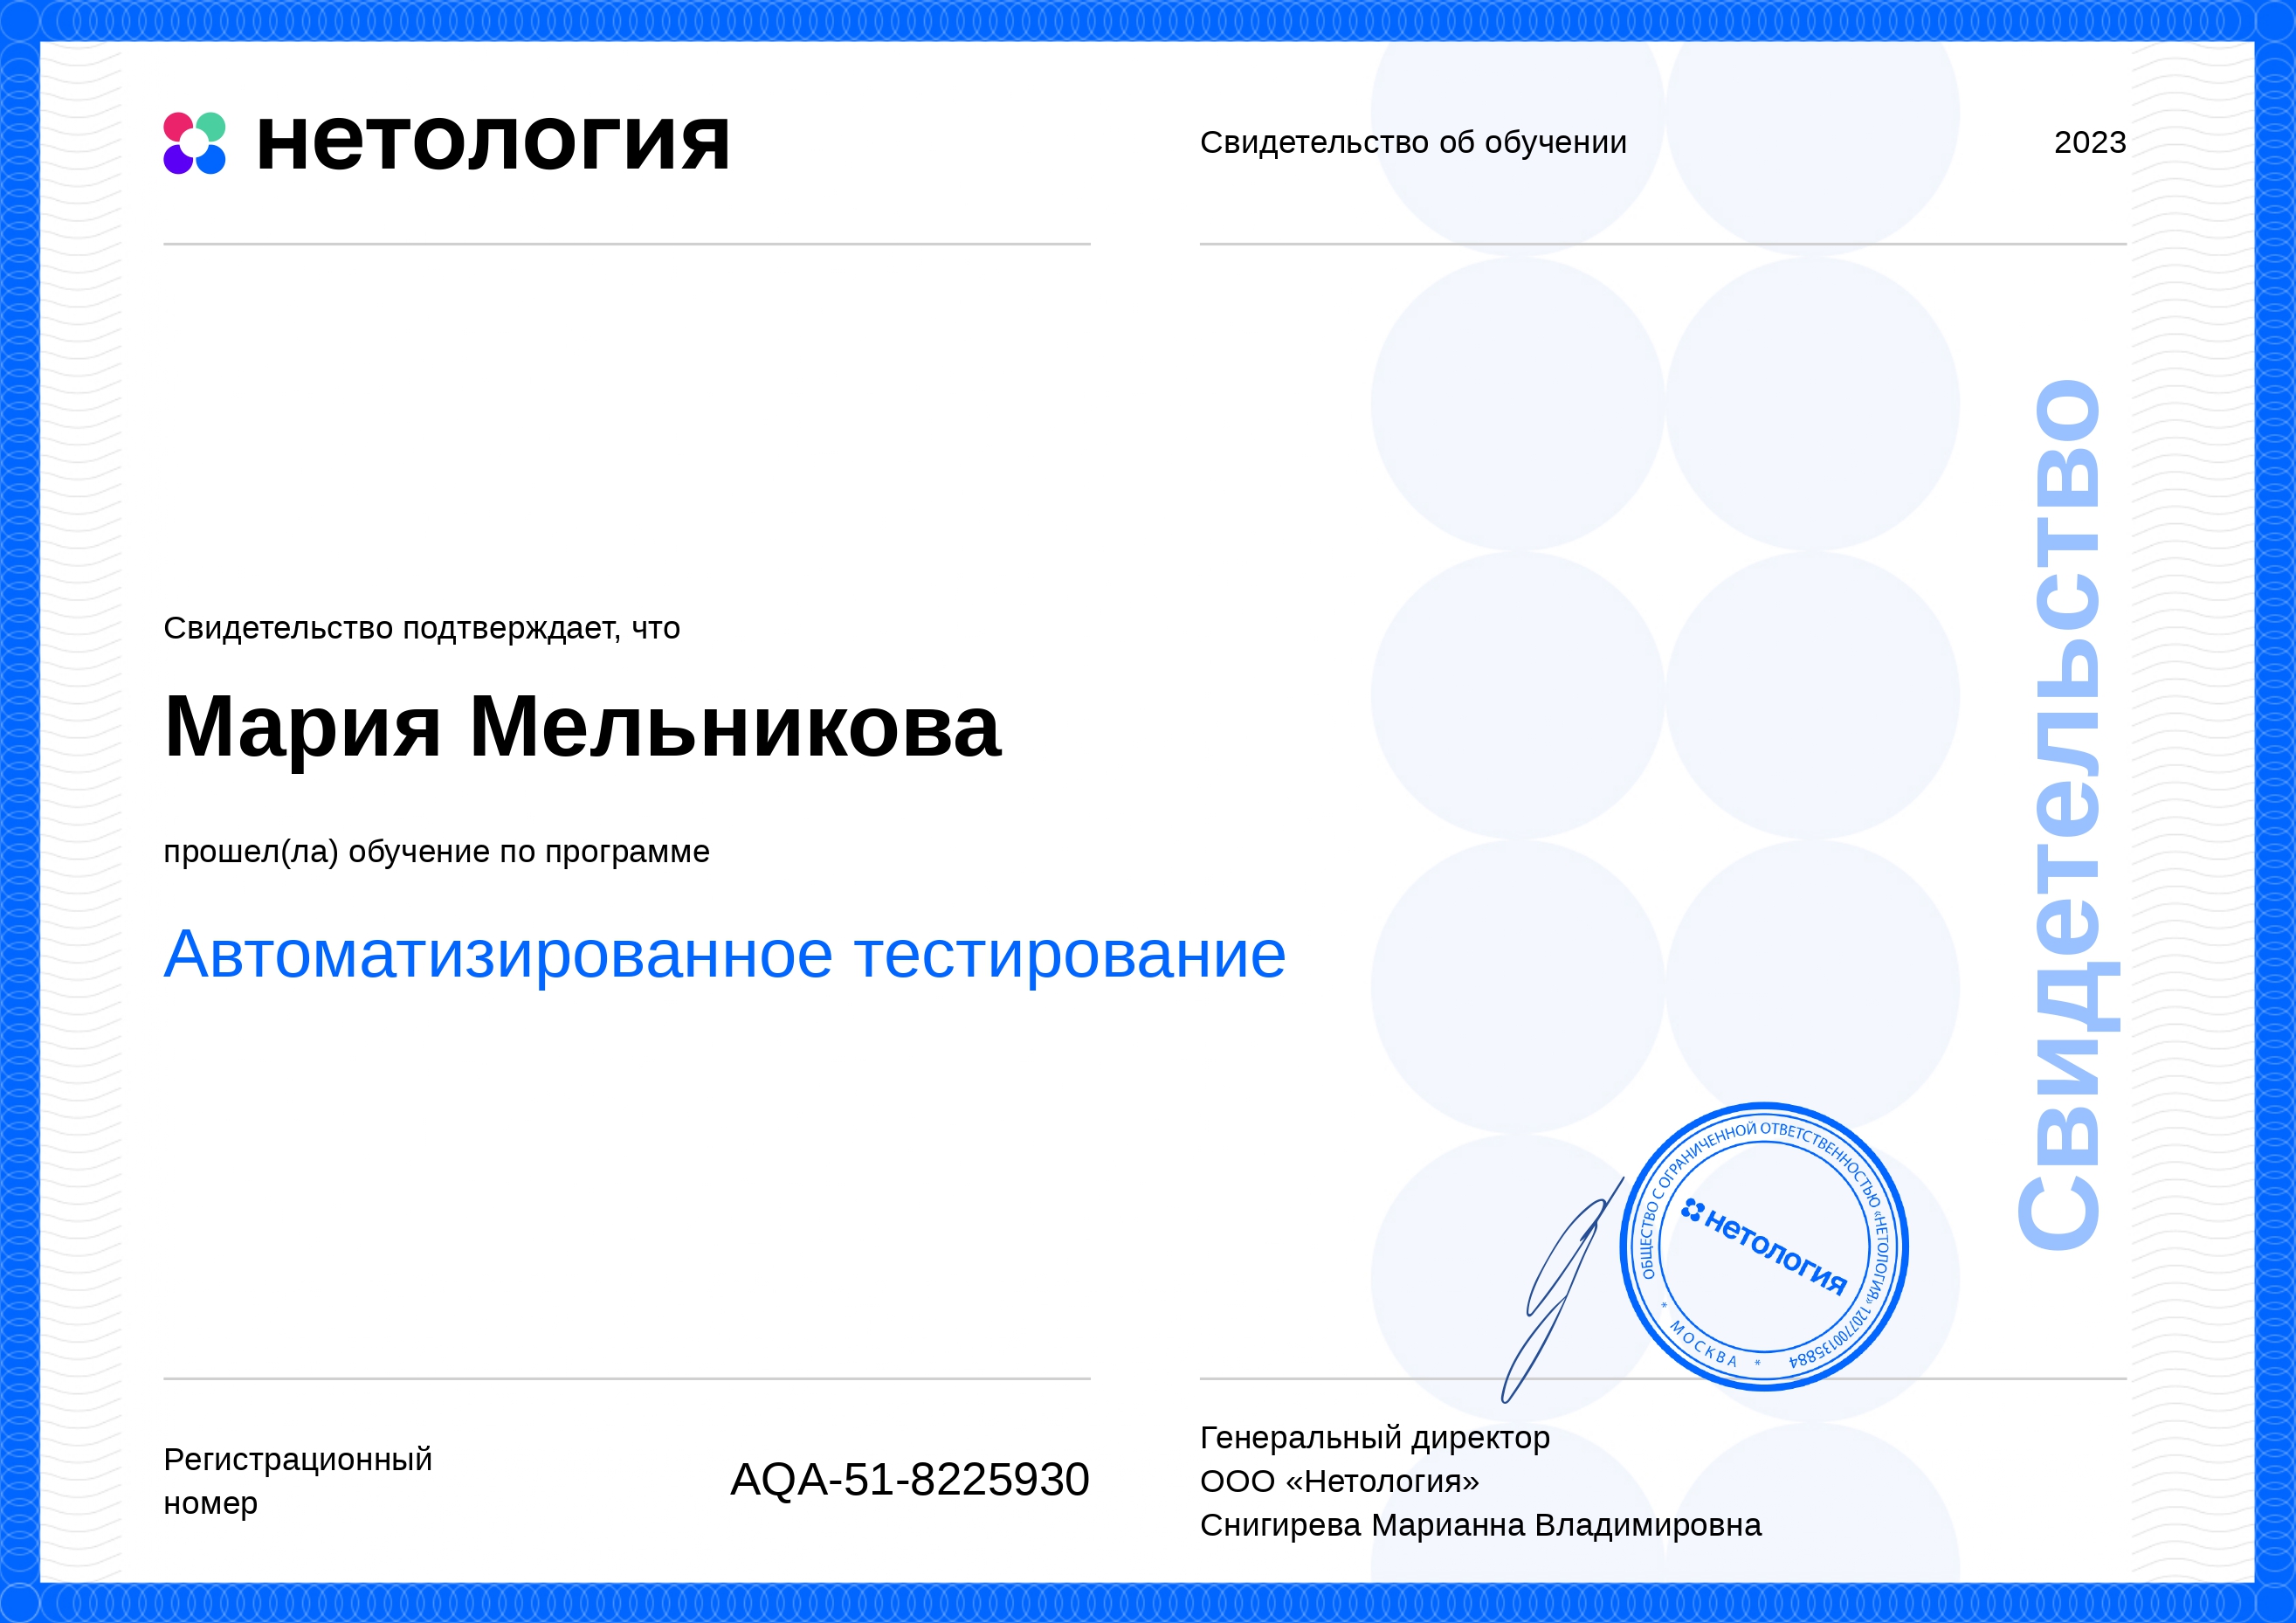 нетология
Свидетельство об обучении
2023
Свидетельство подтверждает, что
Мария Мельникова
прошел(ла) обучение по программе
Автоматизированное тестирование
Свидетельство
ОБЩЕСТВО С ОГРАНИЧЕННОЙ ОТВЕТСТВЕННОСТЬЮ «НЕТОЛОГИЯ» 1207700135884
* МОСКВА *
нетология
Регистрационный
номер
AQA-51-8225930
Генеральный директор
ООО «Нетология»
Снигирева Марианна Владимировна